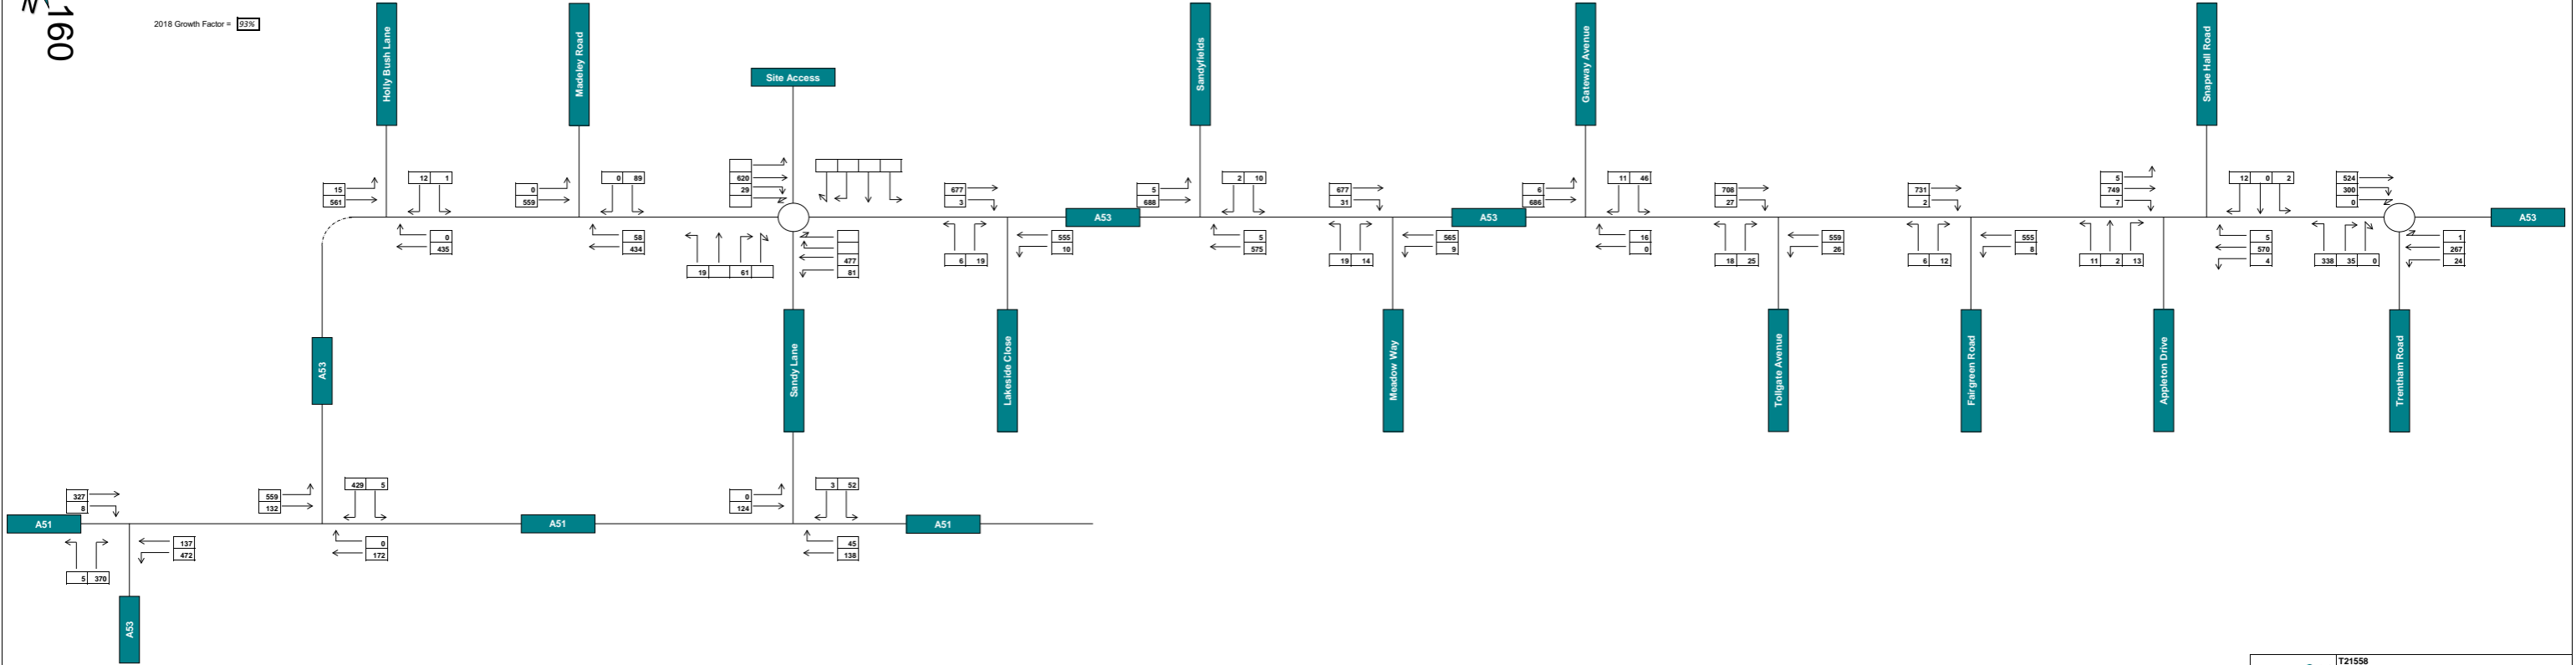 N
160
2018 Growth Factor = 93%
Holly Bush Lane
Madeley Road
Site Access
Sandyfields
Gateway Avenue
Snape Hall Road
15
561
12 1
0
435
0
559
0 89
58
434
620
29
19 61
477
81
677
3
6 19
555
10
A53
5
688
2 10
5
575
677
31
19 14
565
9
A53
6
686
11 46
16
0
708
27
18 25
559
26
731
2
6 12
555
8
5
749
7
11 2 13
12 0 2
5
570
4
524
300
0
338 35 0
1
267
24
A53
A53
Sandy Lane
Lakeside Close
Meadow Way
Tollgate Avenue
Fairgreen Road
Appleton Drive
Trentham Road
327
8
A51
5 370
137
472
A53
559
132
429 5
0
172
A51
0
124
3 52
45
138
A51
T21558